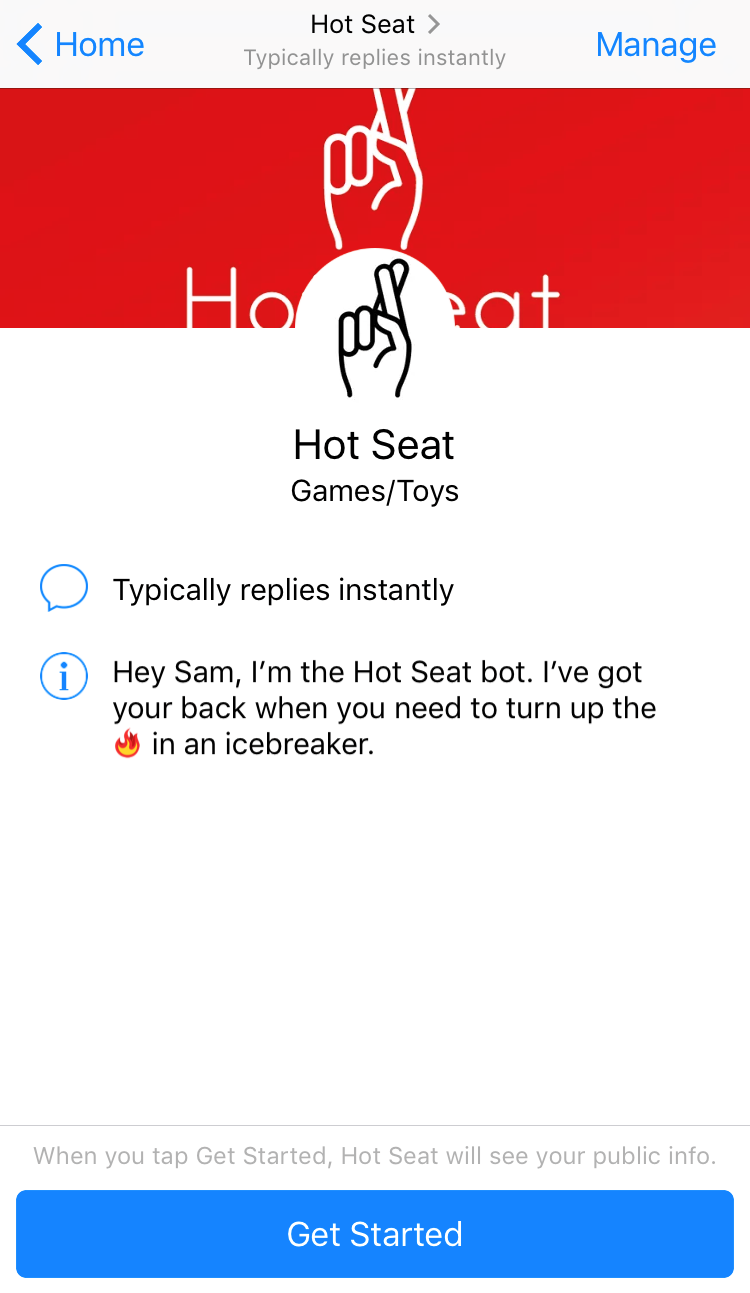 Hot Seat
Home
Manage
Typically replies instantly
Ho eat
Hot Seat
Games/Toys
Typically replies instantly
Hey Sam, I’m the Hot Seat bot. I’ve got
your back when you need to turn up the
🔥 in an icebreaker.
When you tap Get Started, Hot Seat will see your public info.
Get Started